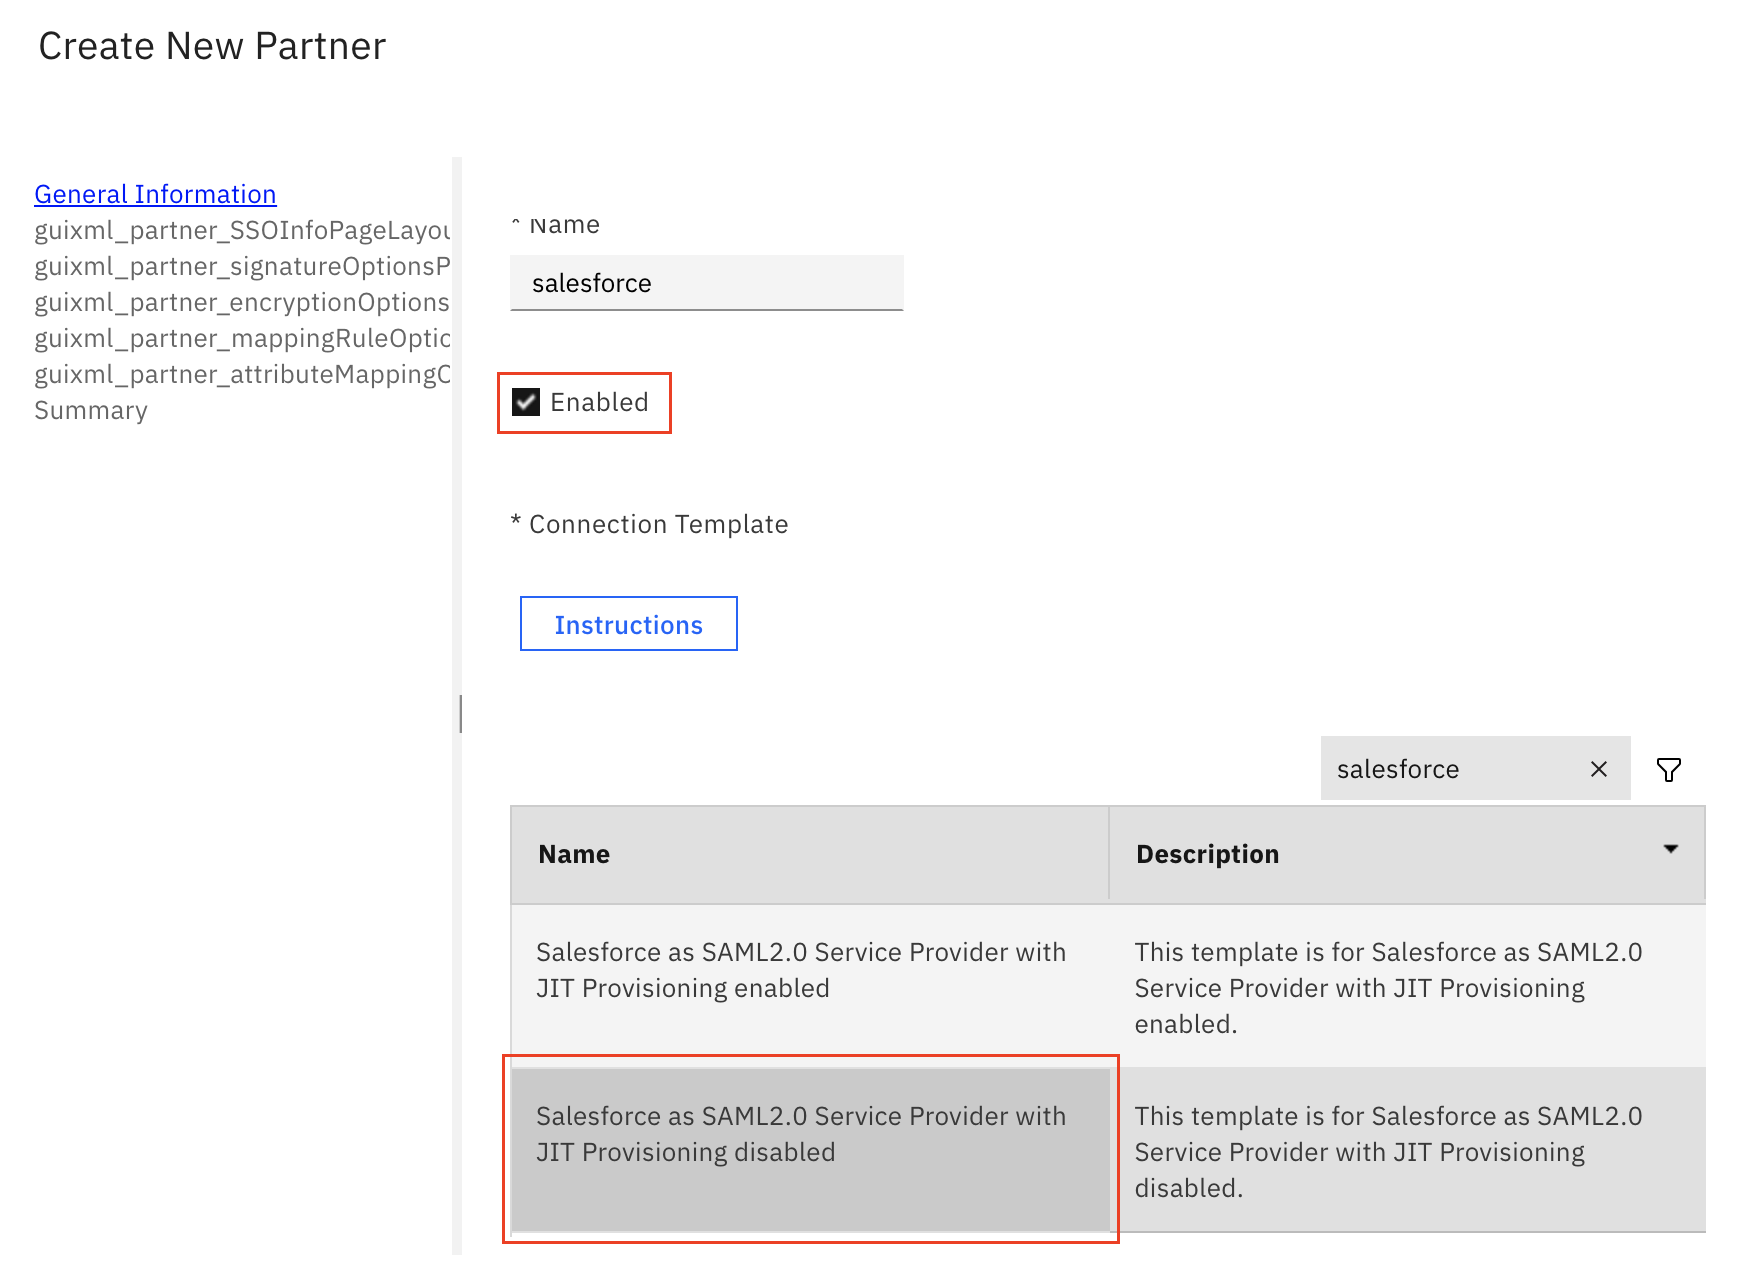 Create New Partner
General Information
guixml_partner_SSOInfoPageLayou
guixml_partner_signatureOptionsP
guixml_partner_encryptionOptions
guixml_partner_mappingRuleOptio
guixml_partner_attributeMappingC
Summary
* Name
salesforce
Enabled
* Connection Template
Instructions
salesforce
Name
Description
Salesforce as SAML2.0 Service Provider with
JIT Provisioning enabled
This template is for Salesforce as SAML2.0
Service Provider with JIT Provisioning
enabled.
Salesforce as SAML2.0 Service Provider with
JIT Provisioning disabled
This template is for Salesforce as SAML2.0
Service Provider with JIT Provisioning
disabled.